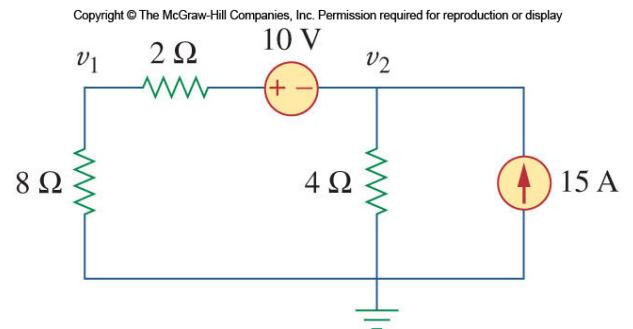 Copyright © The McGraw-Hill Companies, Inc. Permission required for reproduction or display
10 V
v₁ 2 Ω v₂
+ −
8 Ω 4 Ω 15 A